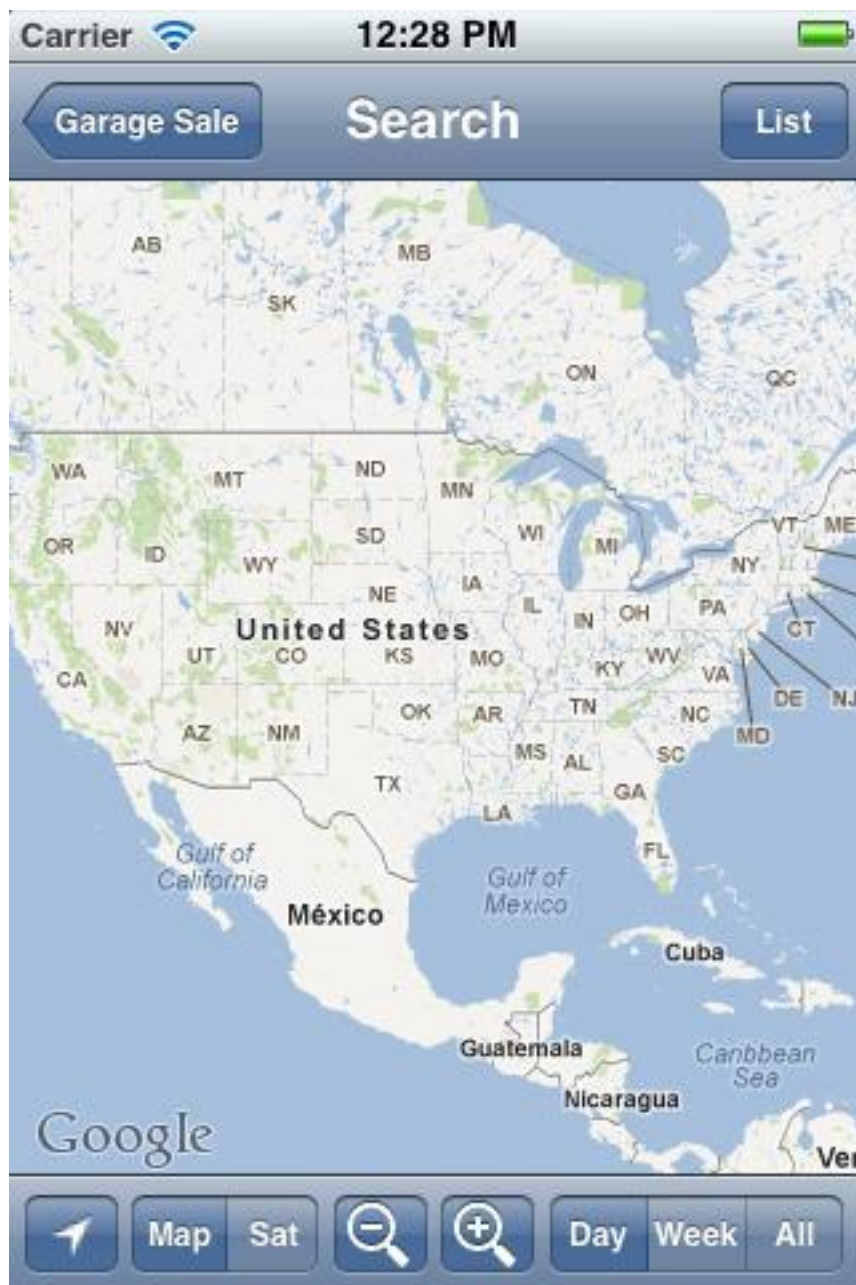 Carrier 12:28 PM
Garage Sale Search List
AB
MB
SK
ON
QC
WA
MT
ND
MN
OR
ID
WY
SD
WI
MI
VT
ME
NY
NE
IA
IL
IN
OH
PA
CT
NV
United States
UT
CO
KS
MO
KY
WV
VA
CA
DE
NJ
MD
AZ
NM
OK
AR
TN
NC
MS
AL
SC
TX
GA
LA
FL
Gulf of
California
Gulf of
Mexico
México
Cuba
Guatemala
Caribbean
Sea
Nicaragua
Google
Ver
Map Sat Day Week All